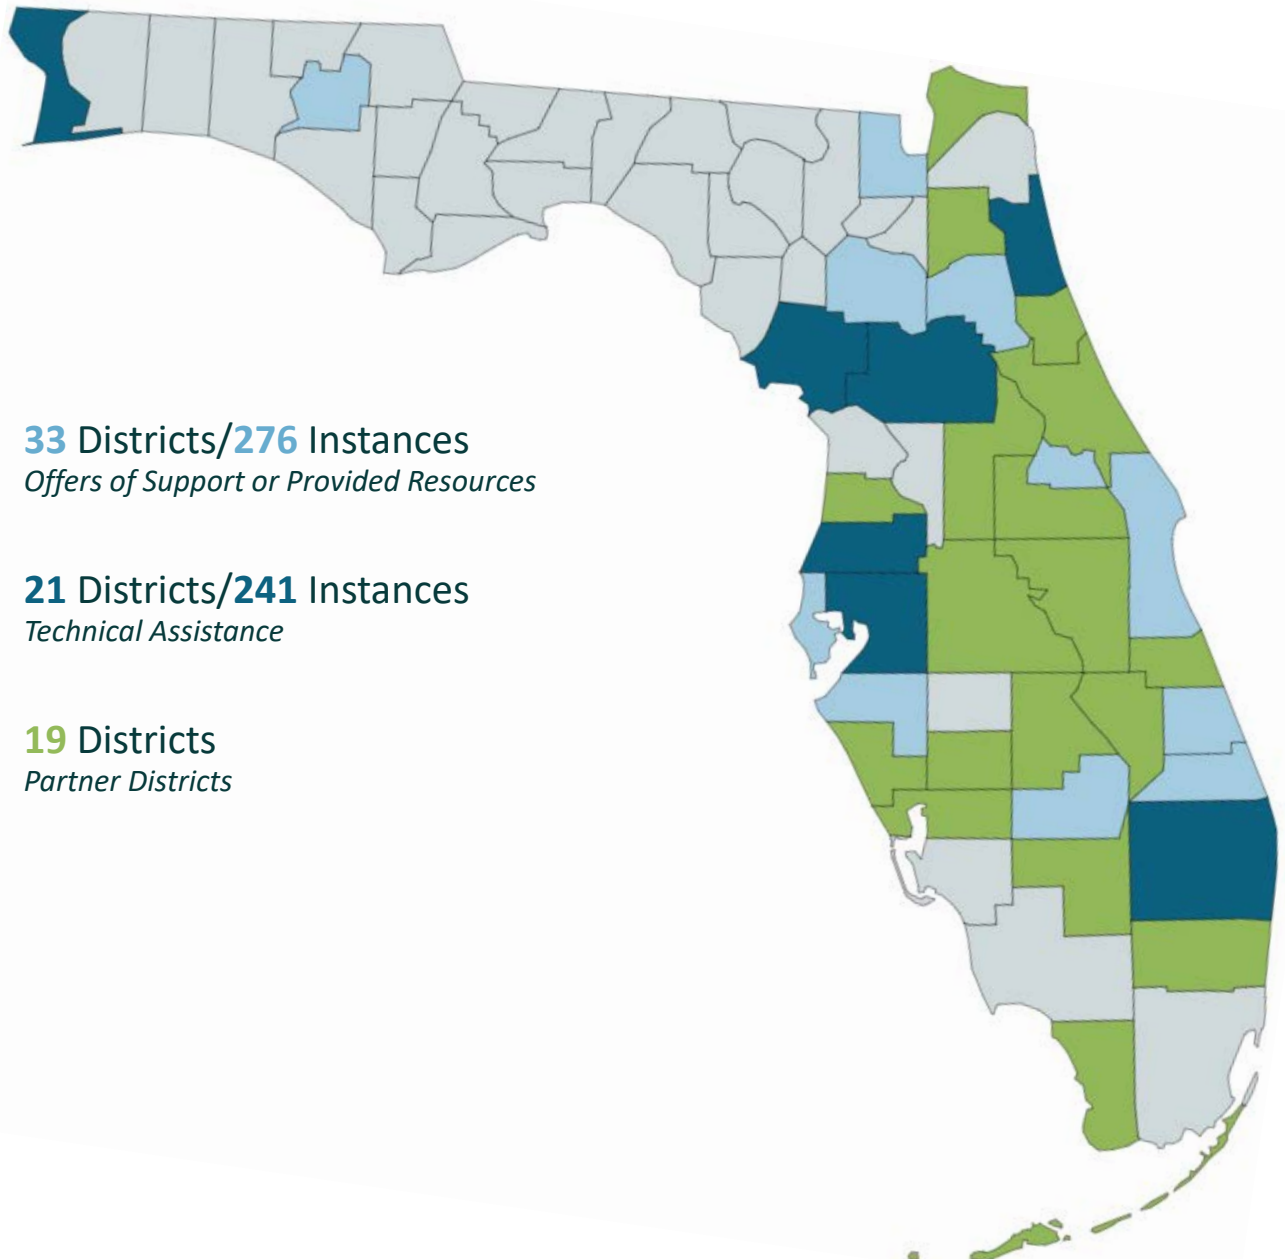 33 Districts/276 Instances
Offers of Support or Provided Resources
21 Districts/241 Instances
Technical Assistance
19 Districts
Partner Districts